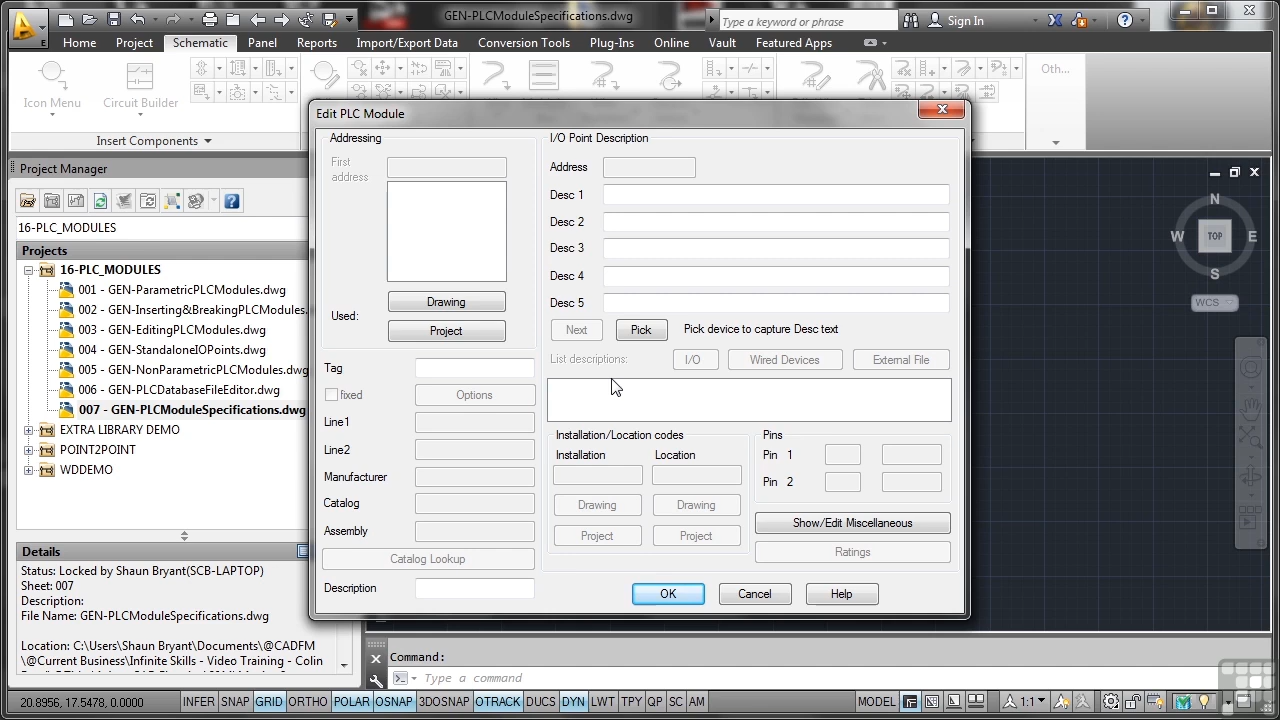 GEN-PLCModuleSpecifications.dwg
Type a keyword or phrase
Sign In
E
Home Project Schematic Panel Reports Import/Export Data Conversion Tools Plug-Ins Online Vault Featured Apps
Icon Menu
Circuit Builder
Oth...
Insert Components
Project Manager
16-PLC_MODULES
Projects
16-PLC_MODULES
001 - GEN-ParametricPLCModules.dwg
002 - GEN-Inserting&BreakingPLCModules.
003 - GEN-EditingPLCModules.dwg
004 - GEN-StandaloneIOPoints.dwg
005 - GEN-NonParametricPLCModules.dwg
006 - GEN-PLCDatabaseFileEditor.dwg
007 - GEN-PLCModuleSpecifications.dwg
EXTRA LIBRARY DEMO
POINT2POINT
WDDEMO
Details
Status: Locked by Shaun Bryant(SCB-LAPTOP)
Sheet: 007
Description:
File Name: GEN-PLCModuleSpecifications.dwg
Location: C:\Users\Shaun Bryant\Documents\@CADFM
\@Current Business\Infinite Skills - Video Training - Colin
Edit PLC Module
Addressing
First
address
Used:
Drawing
Project
Tag
fixed
Options
Line1
Line2
Manufacturer
Catalog
Assembly
Catalog Lookup
Description
I/O Point Description
Address
Desc 1
Desc 2
Desc 3
Desc 4
Desc 5
Next Pick Pick device to capture Desc text
List descriptions: I/O Wired Devices External File
Installation/Location codes
Installation Location
Drawing Drawing
Project Project
Pins
Pin 1
Pin 2
Show/Edit Miscellaneous
Ratings
OK Cancel Help
N
W TOP E
S
WCS
Command:
Type a command
20.8956, 17.5478, 0.0000 INFER SNAP GRID ORTHO POLAR OSNAP 3DOSNAP OTRACK DUCS DYN LWT TPY QP SC AM MODEL 1:1